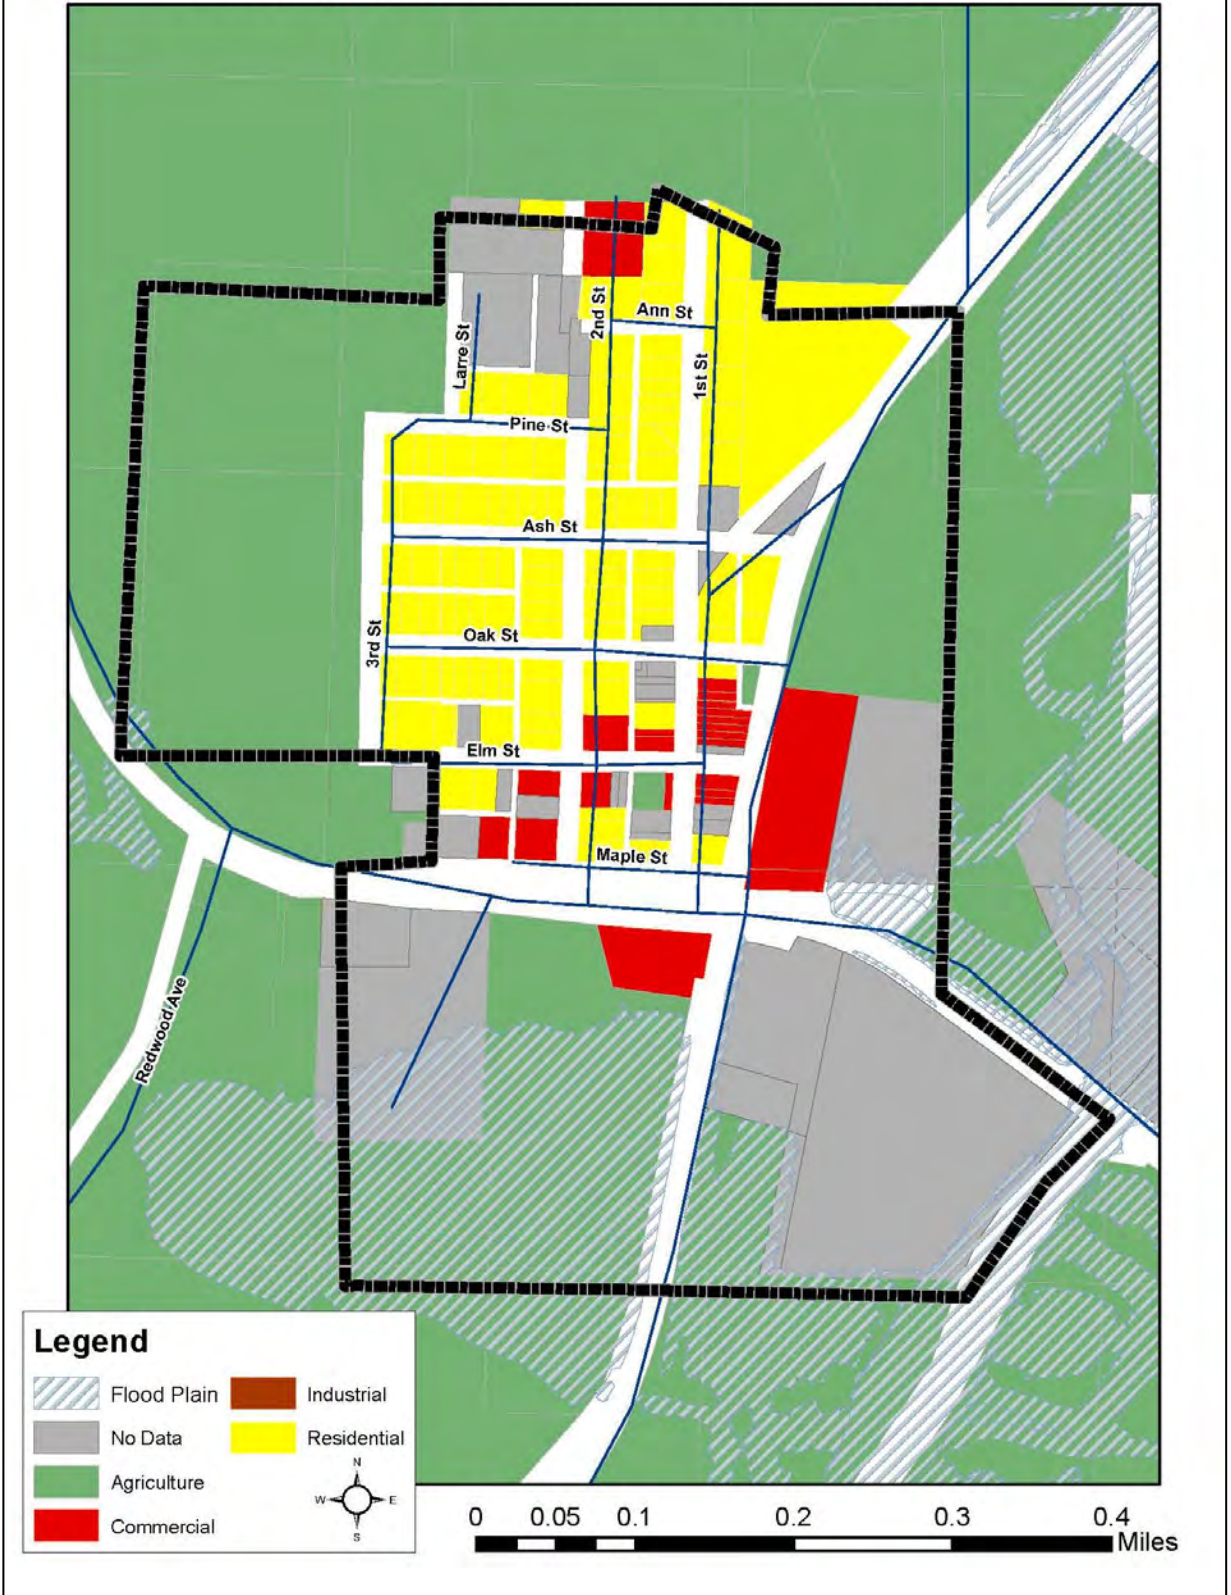 2nd St
Ann St
Larre St
1st St
Pine St
Ash St
3rd St
Oak St
Elm St
Maple St
Redwood Ave
Legend
Flood Plain
Industrial
No Data
Residential
Agriculture
Commercial
N
W E
S
0 0.05 0.1 0.2 0.3 0.4
Miles